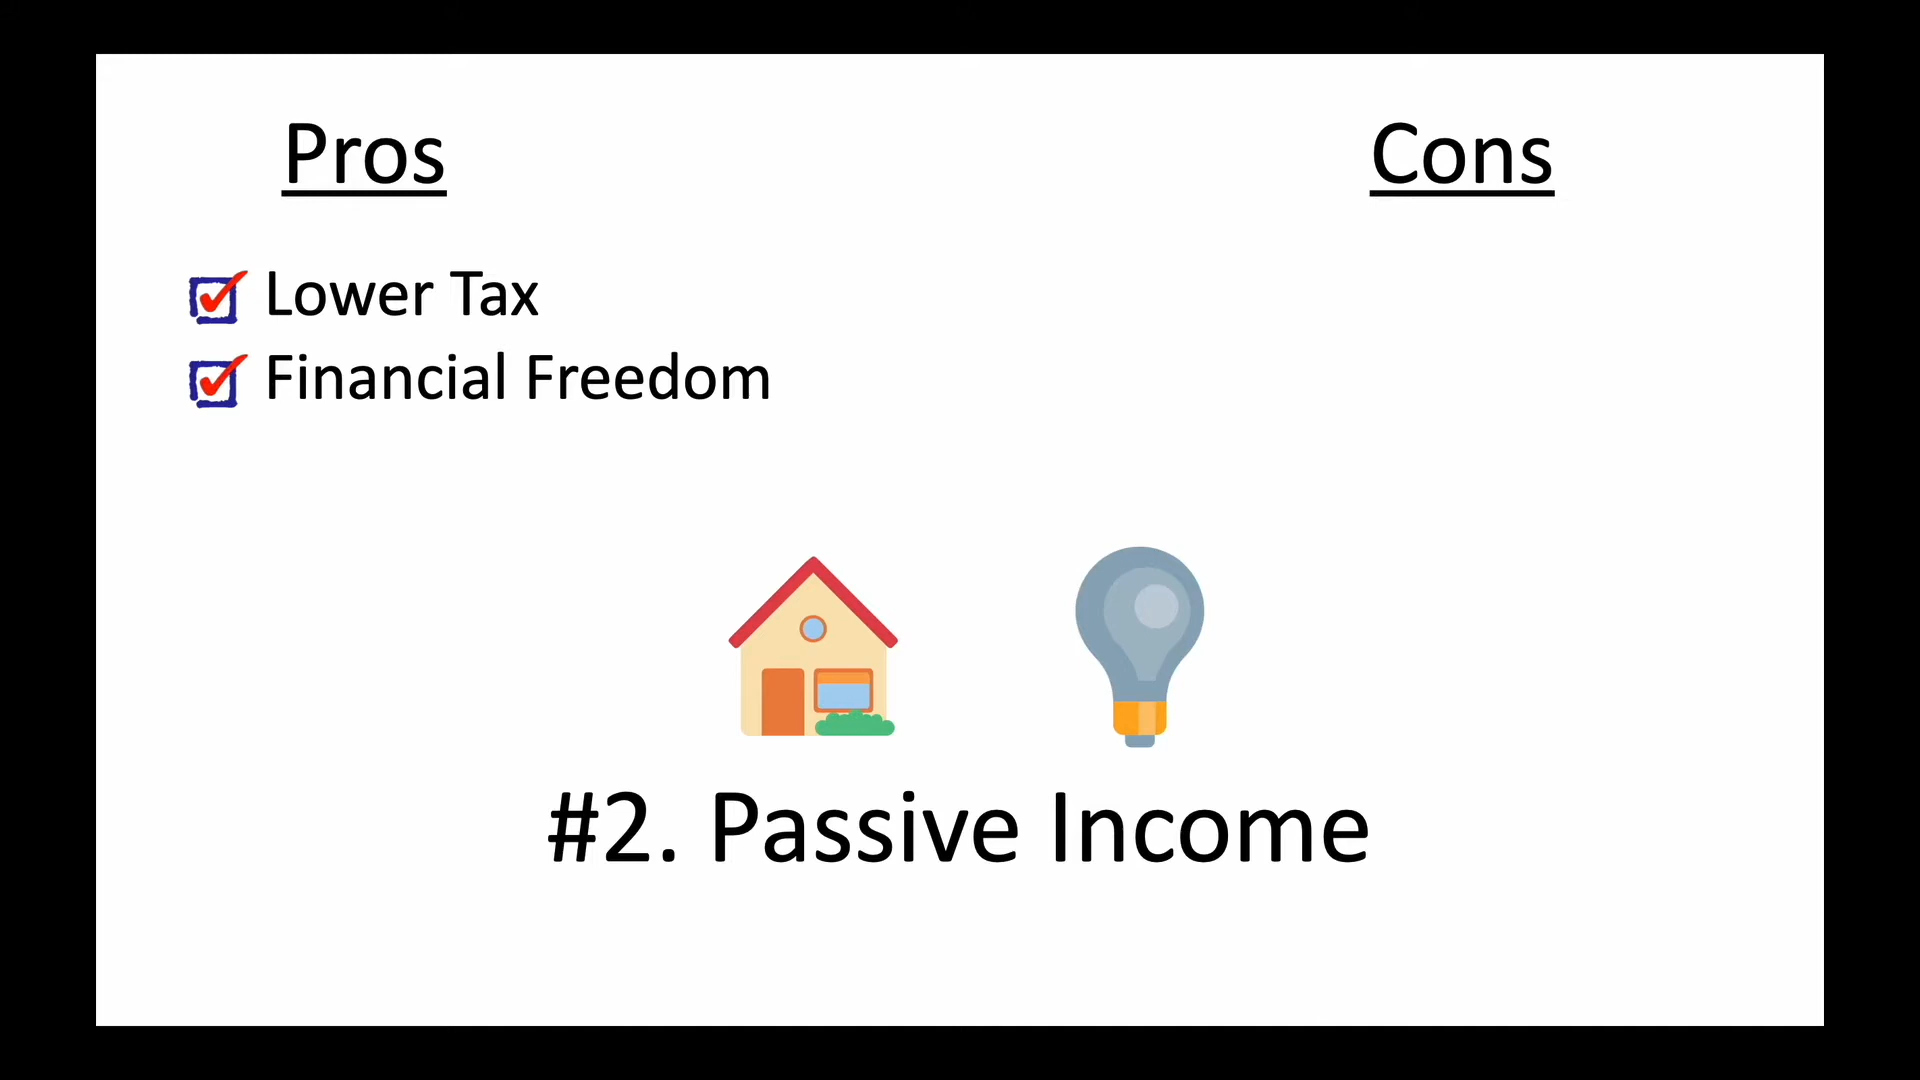 Pros
Cons
Lower Tax
Financial Freedom
#2. Passive Income